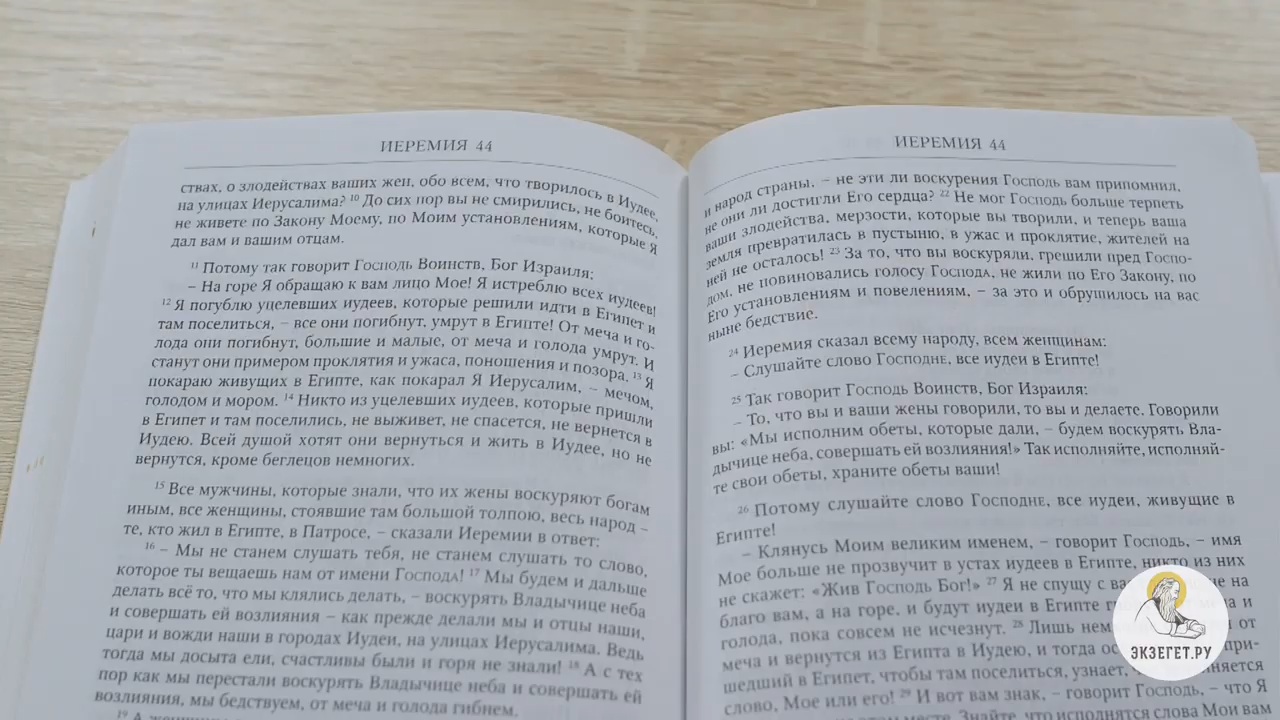 ИЕРЕМИЯ 44
ствах, о злодействах ваших жен, обо всем, что творилось в Иудее,
на улицах Иерусалима? 10 До сих пор вы не смирились, не боитесь,
не живете по Закону Моему, по Моим установлениям, которые Я
дал вам и вашим отцам.
11 Потому так говорит Господь Воинств, Бог Израиля:
– На горе Я обращаю к вам лицо Мое! Я истреблю всех иудеев!
12 Я погублю уцелевших иудеев, которые решили идти в Египет и
там поселиться, – все они погибнут, умрут в Египте! От меча и го-
лода они погибнут, большие и малые, от меча и голода умрут. И
станут они примером проклятия и ужаса, поношения и позора. 13 Я
покараю живущих в Египте, как покарал Я Иерусалим, – мечом,
голодом и мором. 14 Никто из уцелевших иудеев, которые пришли
в Египет и там поселились, не выживет, не спасется, не вернется в
Иудею. Всей душой хотят они вернуться и жить в Иудее, но не
вернутся, кроме беглецов немногих.
15 Все мужчины, которые знали, что их жены воскуряют богам
иным, все женщины, стоявшие там большой толпою, весь народ –
те, кто жил в Египте, в Патросе, – сказали Иеремии в ответ:
16 – Мы не станем слушать тебя, не станем слушать то слово,
которое ты вещаешь нам от имени Господа! 17 Мы будем и дальше
делать всё то, что мы клялись делать, – воскурять Владычице неба
и совершать ей возлияния – как прежде делали мы и отцы наши,
цари и вожди наши в городах Иудеи, на улицах Иерусалима. Ведь
тогда мы досыта ели, счастливы были и горя не знали! 18 А с тех
пор как мы перестали воскурять Владычице неба и совершать ей
возлияния, мы бедствуем, от меча и голода гибнем.
19 А
ИЕРЕМИЯ 44
и народ страны, – не эти ли воскурения Господь вам припомнил,
не они ли достигли Его сердца? 22 Не мог Господь больше терпеть
ваши злодейства, мерзости, которые вы творили, и теперь ваша
земля превратилась в пустыню, в ужас и проклятие, жителей на
ней не осталось! 23 За то, что вы воскуряли, грешили пред Госпо-
дом, не повиновались голосу Господа, не жили по Его Закону, по
Его установлениям и повелениям, – за это и обрушилось на вас
ныне бедствие.
24 Иеремия сказал всему народу, всем женщинам:
– Слушайте слово Господне, все иудеи в Египте!
25 Так говорит Господь Воинств, Бог Израиля:
– То, что вы и ваши жены говорили, то вы и делаете. Говорили
вы: «Мы исполним обеты, которые дали, – будем воскурять Вла-
дычице неба, совершать ей возлияния!» Так исполняйте, исполняй-
те свои обеты, храните обеты ваши!
26 Потому слушайте слово Господне, все иудеи, живущие в
Египте!
– Клянусь Моим великим именем, – говорит Господь, – имя
Мое больше не прозвучит в устах иудеев в Египте, никто из них
не скажет: «Жив Господь Бог!» 27 Я не спущу с не на
благо вам, а на горе, и будут иудеи в Египте и
голода, пока совсем не исчезнут. 28 Лишь от
меча и вернутся из Египта в Иудею, и тогда при-
шедший в Египет, чтобы там поселиться, узнает,
слово, Мое или его! 29 И вот вам знак, – говорит Господь, – что Я
месте. Знайте, что исполнятся слова Мои вам
ЭКЗЕГЕТ.РУ